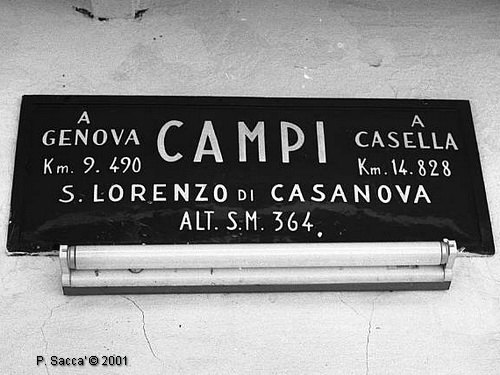 A GENOVA Km. 9.490
CAMPI
A CASELLA Km. 14.828
S. LORENZO DI CASANOVA
ALT. S.M. 364.
P. Sacca' © 2001